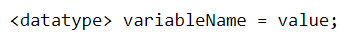 <datatype> variableName = value;